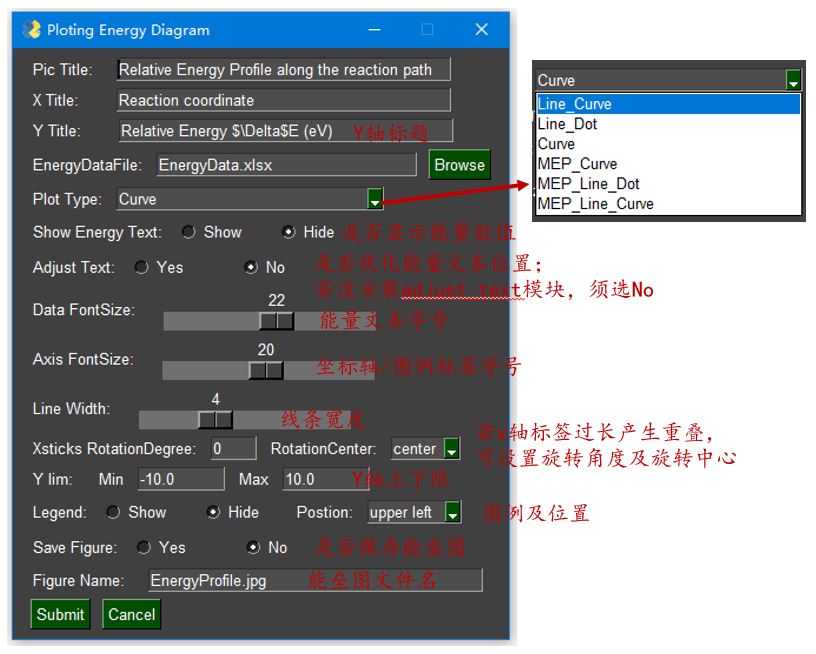 Ploting Energy Diagram
Pic Title: Relative Energy Profile along the reaction path
X Title: Reaction coordinate
Y Title: Relative Energy $\Delta$E (eV) Y轴标题
EnergyDataFile: EnergyData.xlsx Browse
Plot Type: Curve
Curve
Line_Curve
Line_Dot
Curve
MEP_Curve
MEP_Line_Dot
MEP_Line_Curve
Show Energy Text: Show Hide 是否显示能量数值
Adjust Text: Yes No 是否优化能量文本位置；
若没安装adjust_text模块，须选No
22
Data FontSize: 能量文本字号
20
Axis FontSize: 坐标轴/图例标签字号
4
Line Width: 线条宽度
Xsticks RotationDegree: 0 RotationCenter: center 若x轴标签过长产生重叠，
可设置旋转角度及旋转中心
Y lim: Min -10.0 Max 10.0 Y轴上下限
Legend: Show Hide Postion: upper left 图例及位置
Save Figure: Yes No 是否保存能垒图
Figure Name: EnergyProfile.jpg 能垒图文件名
Submit Cancel